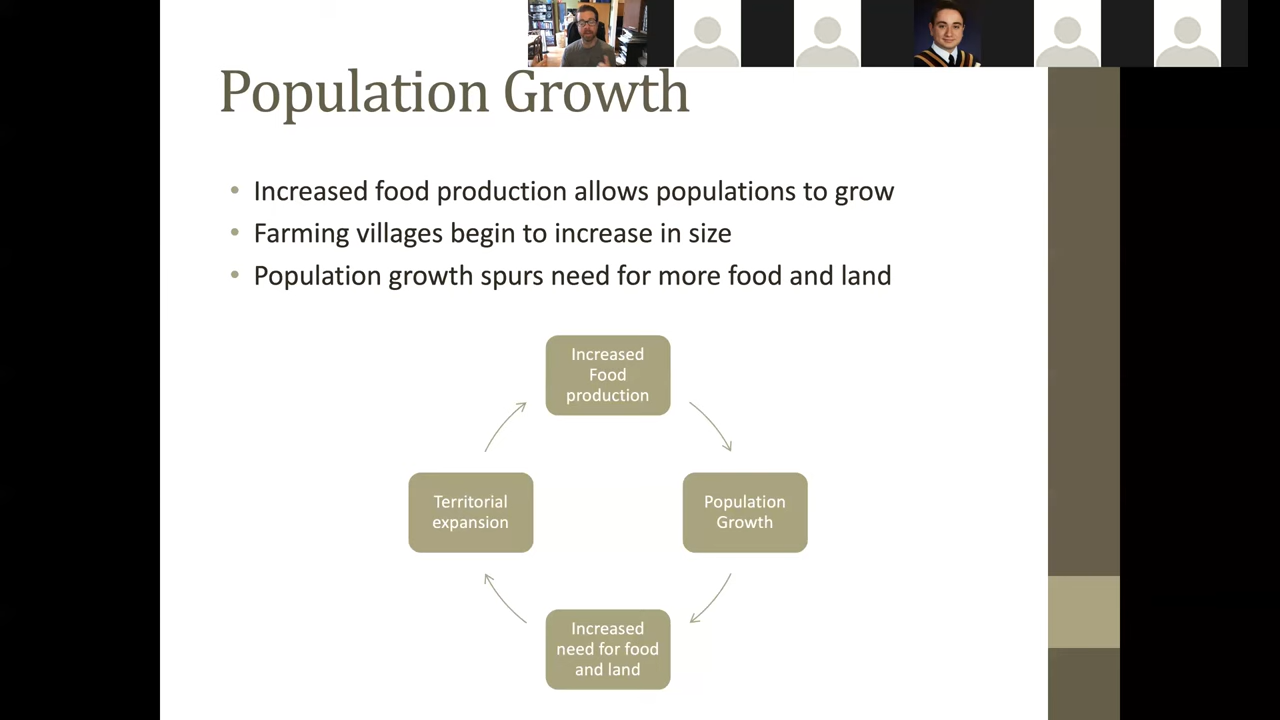 Population Growth
• Increased food production allows populations to grow
• Farming villages begin to increase in size
• Population growth spurs need for more food and land
Increased
Food
production
Territorial
expansion
Population
Growth
Increased
need for food
and land